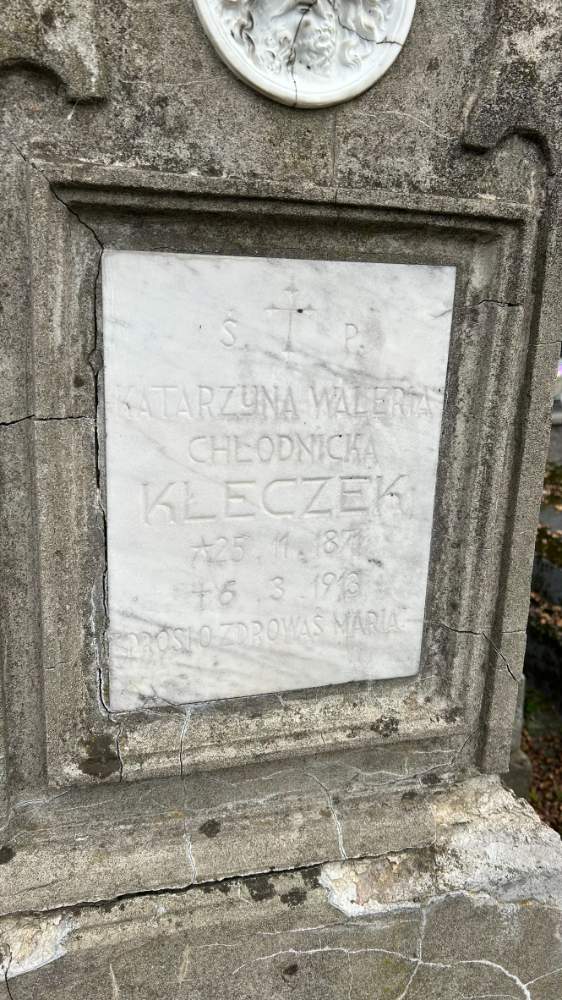 Ś. P.
KATARZYNA WALERIA
CHŁODNICKA
KŁECZEK
*25. 11. 1871
+6. 3. 1913
PROSI O ZDROWAŚ MARIA.